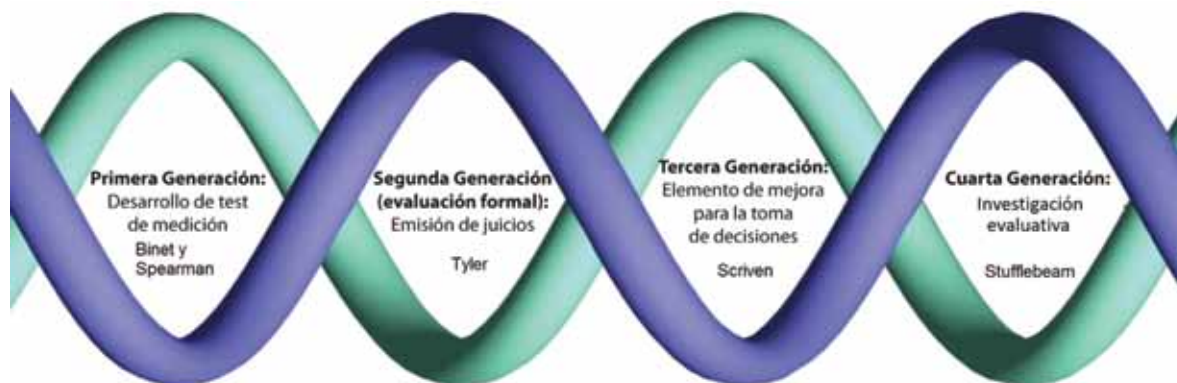 Primera Generación:
Desarrollo de test
de medición
Binet y
Spearman
Segunda Generación
(evaluación formal):
Emisión de juicios
Tyler
Tercera Generación:
Elemento de mejora
para la toma
de decisiones
Scriven
Cuarta Generación:
Investigación
evaluativa
Stufflebeam